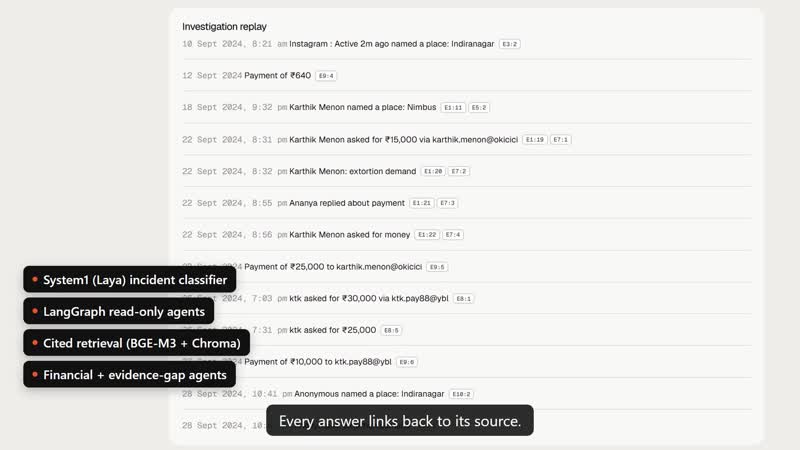 Investigation replay
10 Sept 2024, 8:21 am Instagram : Active 2m ago named a place: Indiranagar E3:2
12 Sept 2024 Payment of ₹640 E9:4
18 Sept 2024, 9:32 pm Karthik Menon named a place: Nimbus E1:11 E5:2
22 Sept 2024, 8:31 pm Karthik Menon asked for ₹15,000 via karthik.menon@okicici E1:19 E7:1
22 Sept 2024, 8:32 pm Karthik Menon: extortion demand E1:20 E7:2
22 Sept 2024, 8:55 pm Ananya replied about payment E1:21 E7:3
22 Sept 2024, 8:56 pm Karthik Menon asked for money E1:22 E7:4
Payment of ₹25,000 to karthik.menon@okicici E9:5
7:03 pm ktk asked for ₹30,000 via ktk.pay88@ybl E8:1
7:31 pm ktk asked for ₹25,000 E8:5
Payment of ₹10,000 to ktk.pay88@ybl E9:6
28 Sept 2024, 10:41 pm Anonymous named a place: Indiranagar E10:2
28 Sept 2024,
System1 (Laya) incident classifier
LangGraph read-only agents
Cited retrieval (BGE-M3 + Chroma)
Financial + evidence-gap agents
Every answer links back to its source.